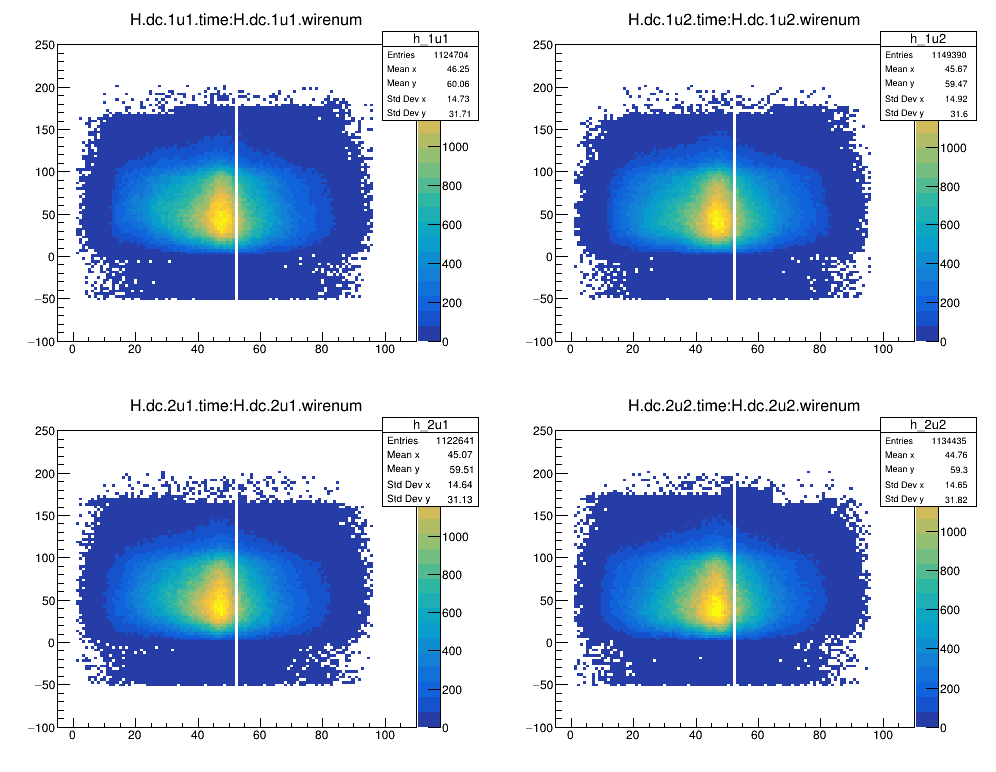 H.dc.1u1.time:H.dc.1u1.wirenum
h_1u1
Entries 1124704
Mean x 46.25
Mean y 60.06
Std Dev x 14.73
Std Dev y 31.71
250
200
150
100
50
0
−50
−100
0 20 40 60 80 100
1000
800
600
400
200
0
H.dc.1u2.time:H.dc.1u2.wirenum
h_1u2
Entries 1149390
Mean x 45.67
Mean y 59.47
Std Dev x 14.92
Std Dev y 31.6
250
200
150
100
50
0
−50
−100
0 20 40 60 80 100
1000
800
600
400
200
0
H.dc.2u1.time:H.dc.2u1.wirenum
h_2u1
Entries 1122641
Mean x 45.07
Mean y 59.51
Std Dev x 14.64
Std Dev y 31.13
250
200
150
100
50
0
−50
−100
0 20 40 60 80 100
1000
800
600
400
200
0
H.dc.2u2.time:H.dc.2u2.wirenum
h_2u2
Entries 1134435
Mean x 44.76
Mean y 59.3
Std Dev x 14.65
Std Dev y 31.82
250
200
150
100
50
0
−50
−100
0 20 40 60 80 100
1000
800
600
400
200
0